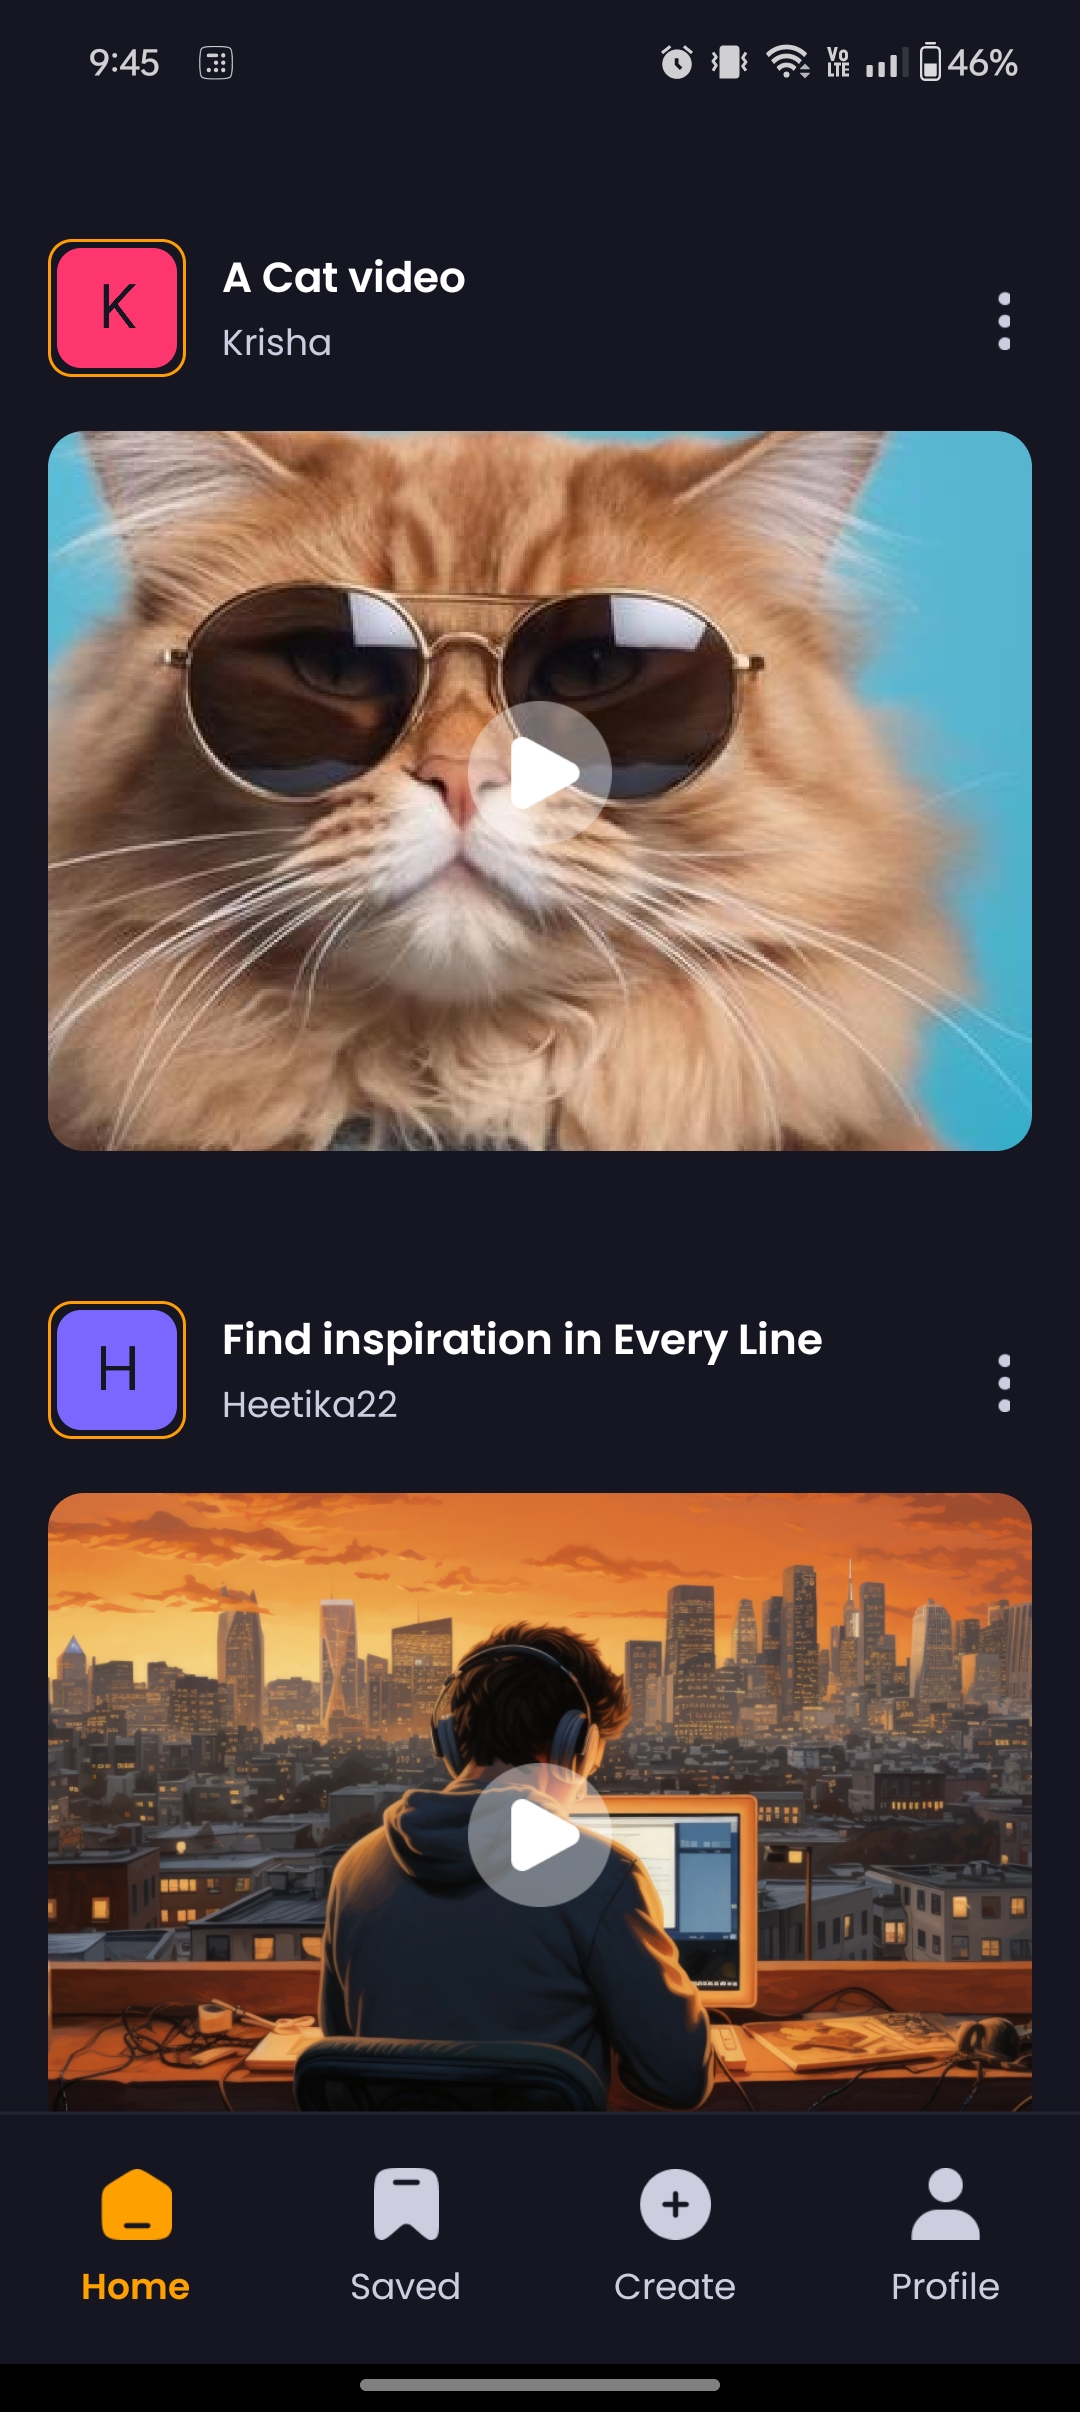 9:45
Vo LTE
46%
K
A Cat video
Krisha
H
Find inspiration in Every Line
Heetika22
Home
Saved
Create
Profile